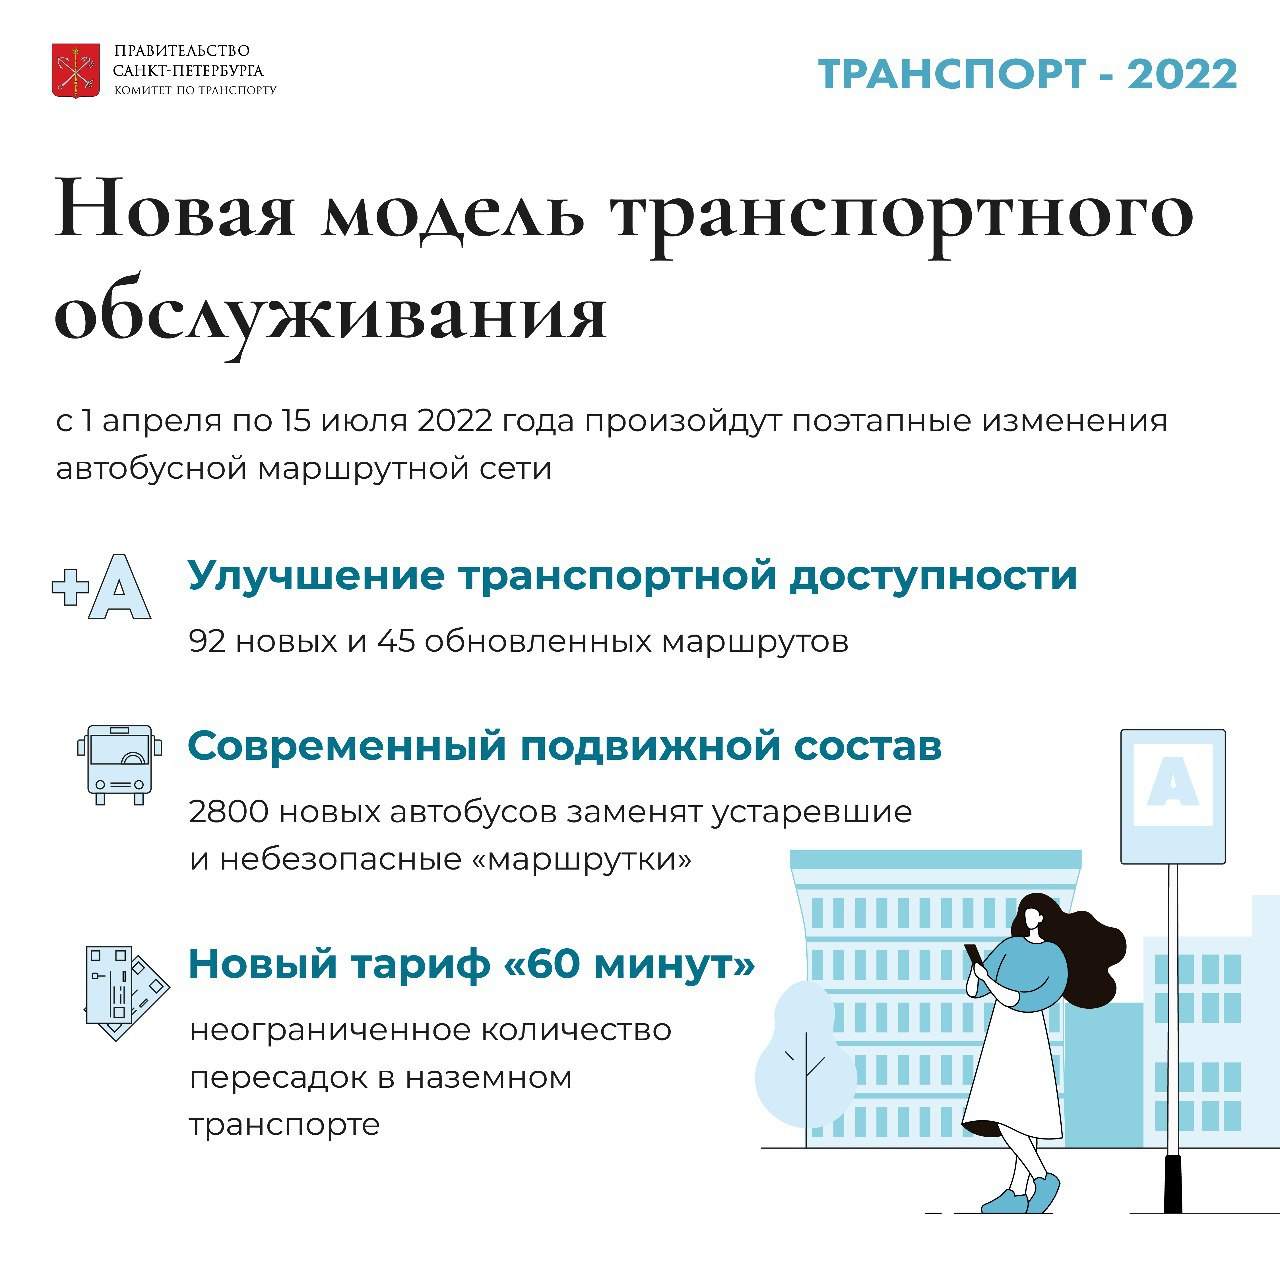 ПРАВИТЕЛЬСТВО
САНКТ-ПЕТЕРБУРГА
КОМИТЕТ ПО ТРАНСПОРТУ
ТРАНСПОРТ - 2022
Новая модель транспортного
обслуживания
с 1 апреля по 15 июля 2022 года произойдут поэтапные изменения
автобусной маршрутной сети
+А
Улучшение транспортной доступности
92 новых и 45 обновленных маршрутов
Современный подвижной состав
2800 новых автобусов заменят устаревшие
и небезопасные «маршрутки»
А
Новый тариф «60 минут»
неограниченное количество
пересадок в наземном
транспорте